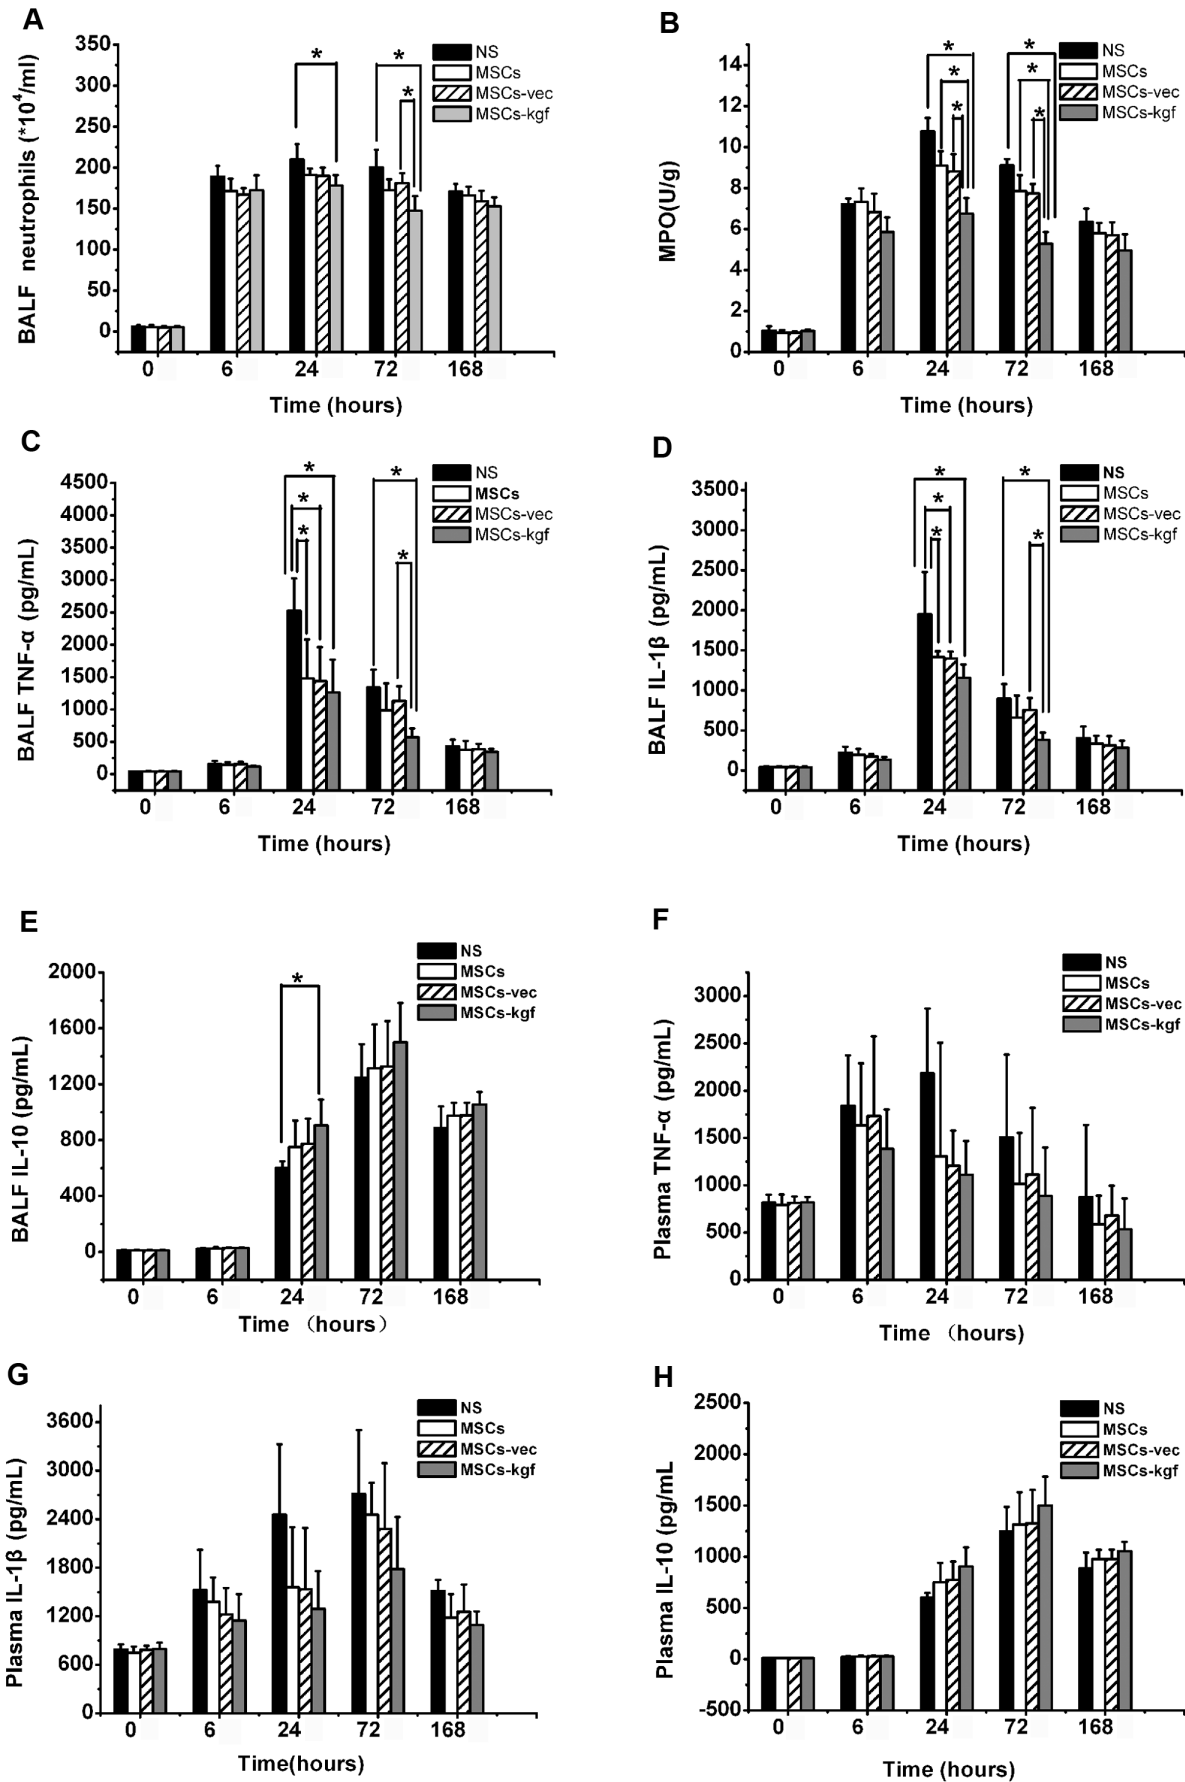 A
BALF neutrophils (*10⁴/ml)
350
300
250
200
150
100
50
0
NS
MSCs
MSCs-vec
MSCs-kgf
*
*
*
0 6 24 72 168
Time (hours)
B
MPO(U/g)
14
12
10
8
6
4
2
0
NS
MSCs
MSCs-vec
MSCs-kgf
*
*
*
*
*
*
0 6 24 72 168
Time (hours)
C
BALF TNF-α (pg/mL)
4500
4000
3500
3000
2500
2000
1500
1000
500
0
NS
MSCs
MSCs-vec
MSCs-kgf
*
*
*
*
*
0 6 24 72 168
Time (hours)
D
BALF IL-1β (pg/mL)
3500
3000
2500
2000
1500
1000
500
0
NS
MSCs
MSCs-vec
MSCs-kgf
*
*
*
*
*
0 6 24 72 168
Time (hours)
E
BALF IL-10 (pg/mL)
2000
1600
1200
800
400
0
NS
MSCs
MSCs-vec
MSCs-kgf
*
0 6 24 72 168
Time （hours）
F
Plasma TNF-α (pg/mL)
3000
2500
2000
1500
1000
500
0
NS
MSCs
MSCs-vec
MSCs-kgf
0 6 24 72 168
Time （hours)
G
Plasma IL-1β (pg/mL)
3600
3000
2400
1800
1200
600
0
NS
MSCs
MSCs-vec
MSCs-kgf
0 6 24 72 168
Time(hours)
H
Plasma IL-10 (pg/mL
2500
2000
1500
1000
500
0
-500
NS
MSCs
MSCs-vec
MSCs-kgf
0 6 24 72 168
Time (hours)